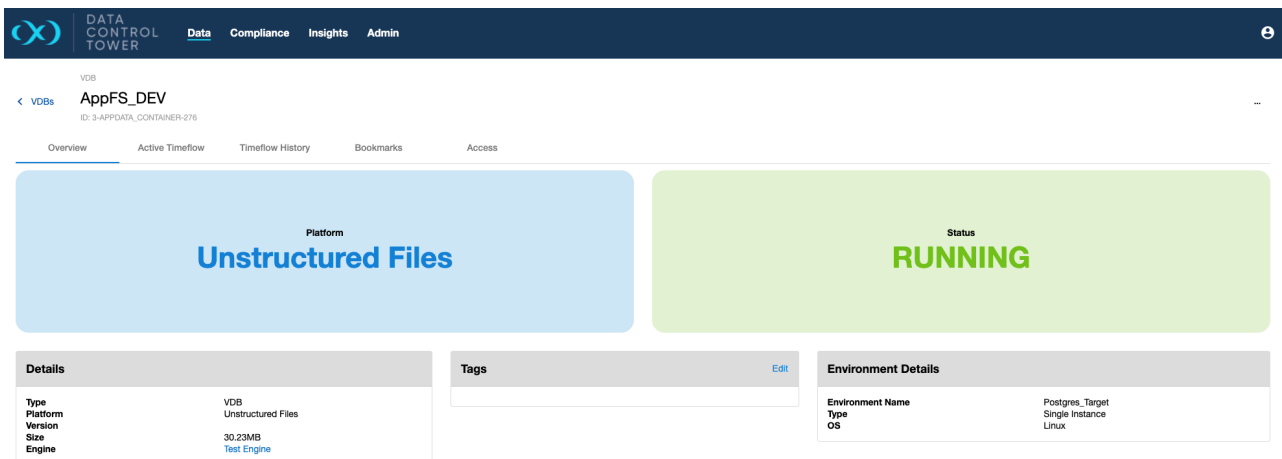 DATA
CONTROL
TOWER
Data Compliance Insights Admin
VDB
VDBs
AppFS_DEV
...
ID: 3-APPDATA_CONTAINER-276
Overview Active Timeflow Timeflow History Bookmarks Access
Platform
Unstructured Files
Status
RUNNING
Details
Type VDB
Platform Unstructured Files
Version
Size 30.23MB
Engine Test Engine
Tags Edit
Environment Details
Environment Name Postgres_Target
Type Single Instance
OS Linux